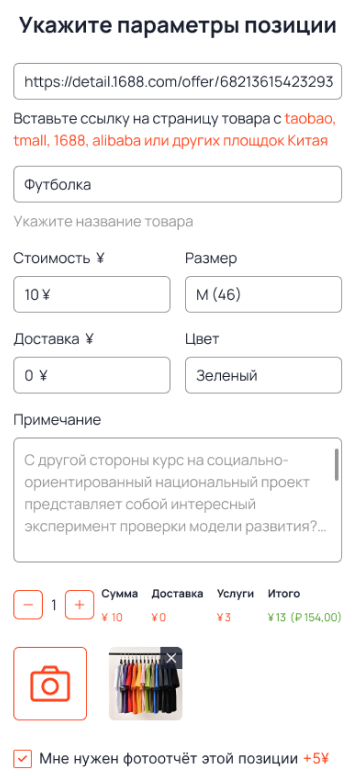 Укажите параметры позиции
https://detail.1688.com/offer/68213615423293
Вставьте ссылку на страницу товара с taobao,
tmall, 1688, alibaba или других площдок Китая
Футболка
Укажите название товара
Стоимость ¥
Размер
10 ¥
M (46)
Доставка ¥
Цвет
0 ¥
Зеленый
Примечание
С другой стороны курс на социально-
ориентированный национальный проект
представляет собой интересный
эксперимент проверки модели развития?...
1
Сумма Доставка Услуги Итого
¥ 10 ¥ 0 ¥ 3 ¥ 13 (₽ 154,00)
Мне нужен фотоотчёт этой позиции +5¥